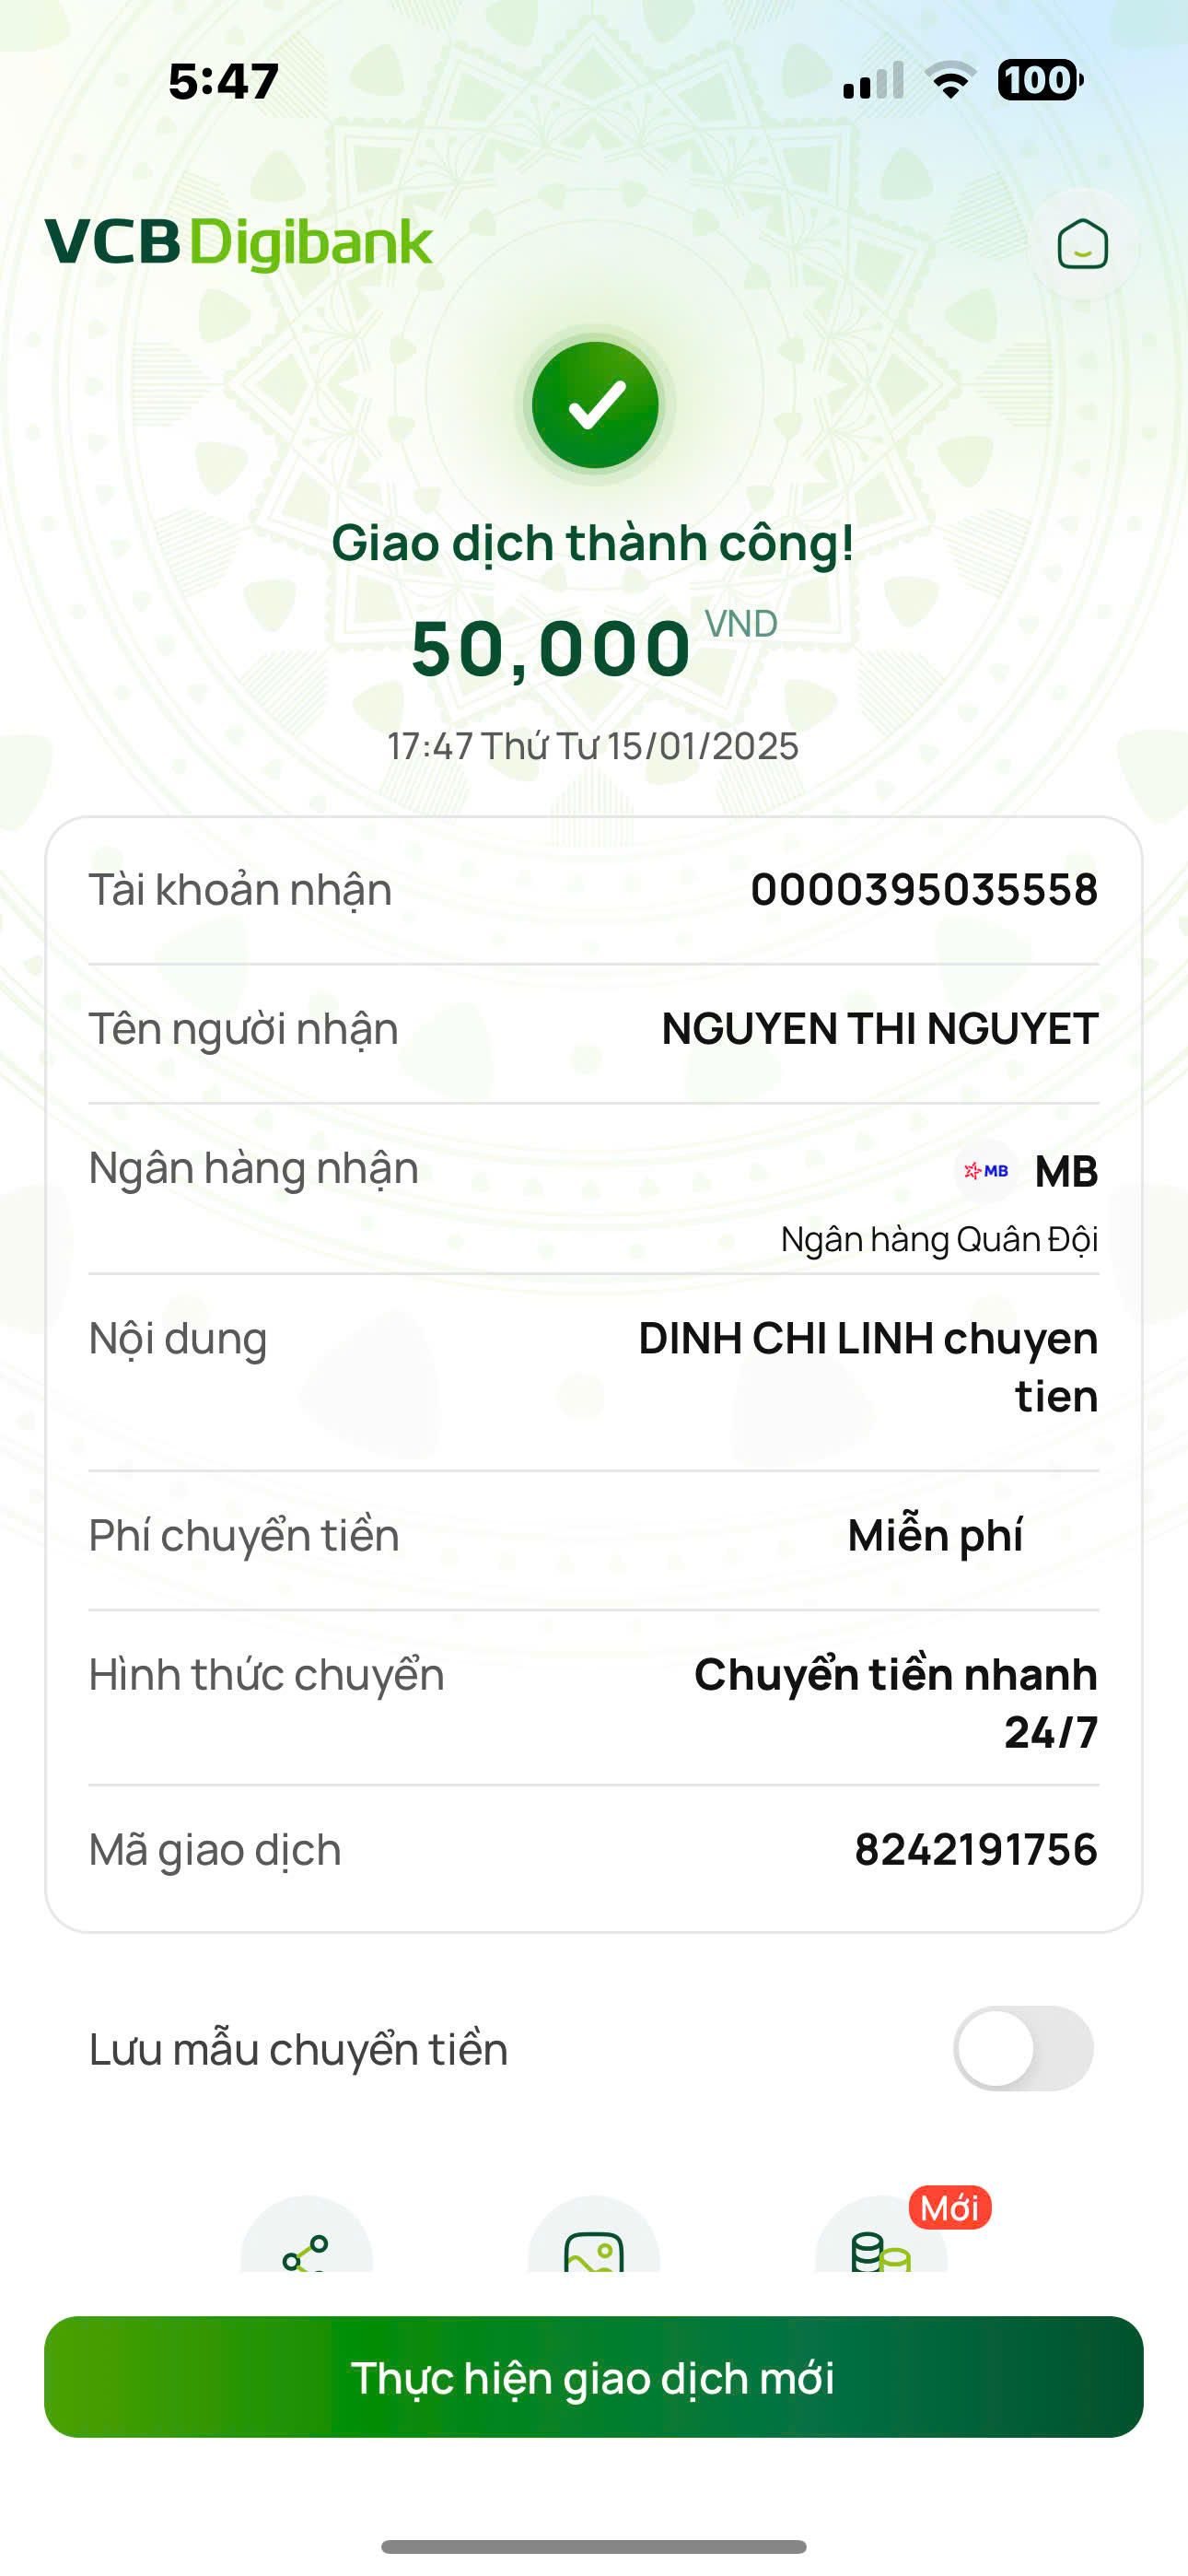 5:47
100
VCB Digibank
Giao dịch thành công!
50,000 VND
17:47 Thứ Tư 15/01/2025
Tài khoản nhận 0000395035558
Tên người nhận NGUYEN THI NGUYET
Ngân hàng nhận MB MB
Ngân hàng Quân Đội
Nội dung DINH CHI LINH chuyen
tien
Phí chuyển tiền Miễn phí
Hình thức chuyển Chuyển tiền nhanh
24/7
Mã giao dịch 8242191756
Lưu mẫu chuyển tiền
Mới
Thực hiện giao dịch mới